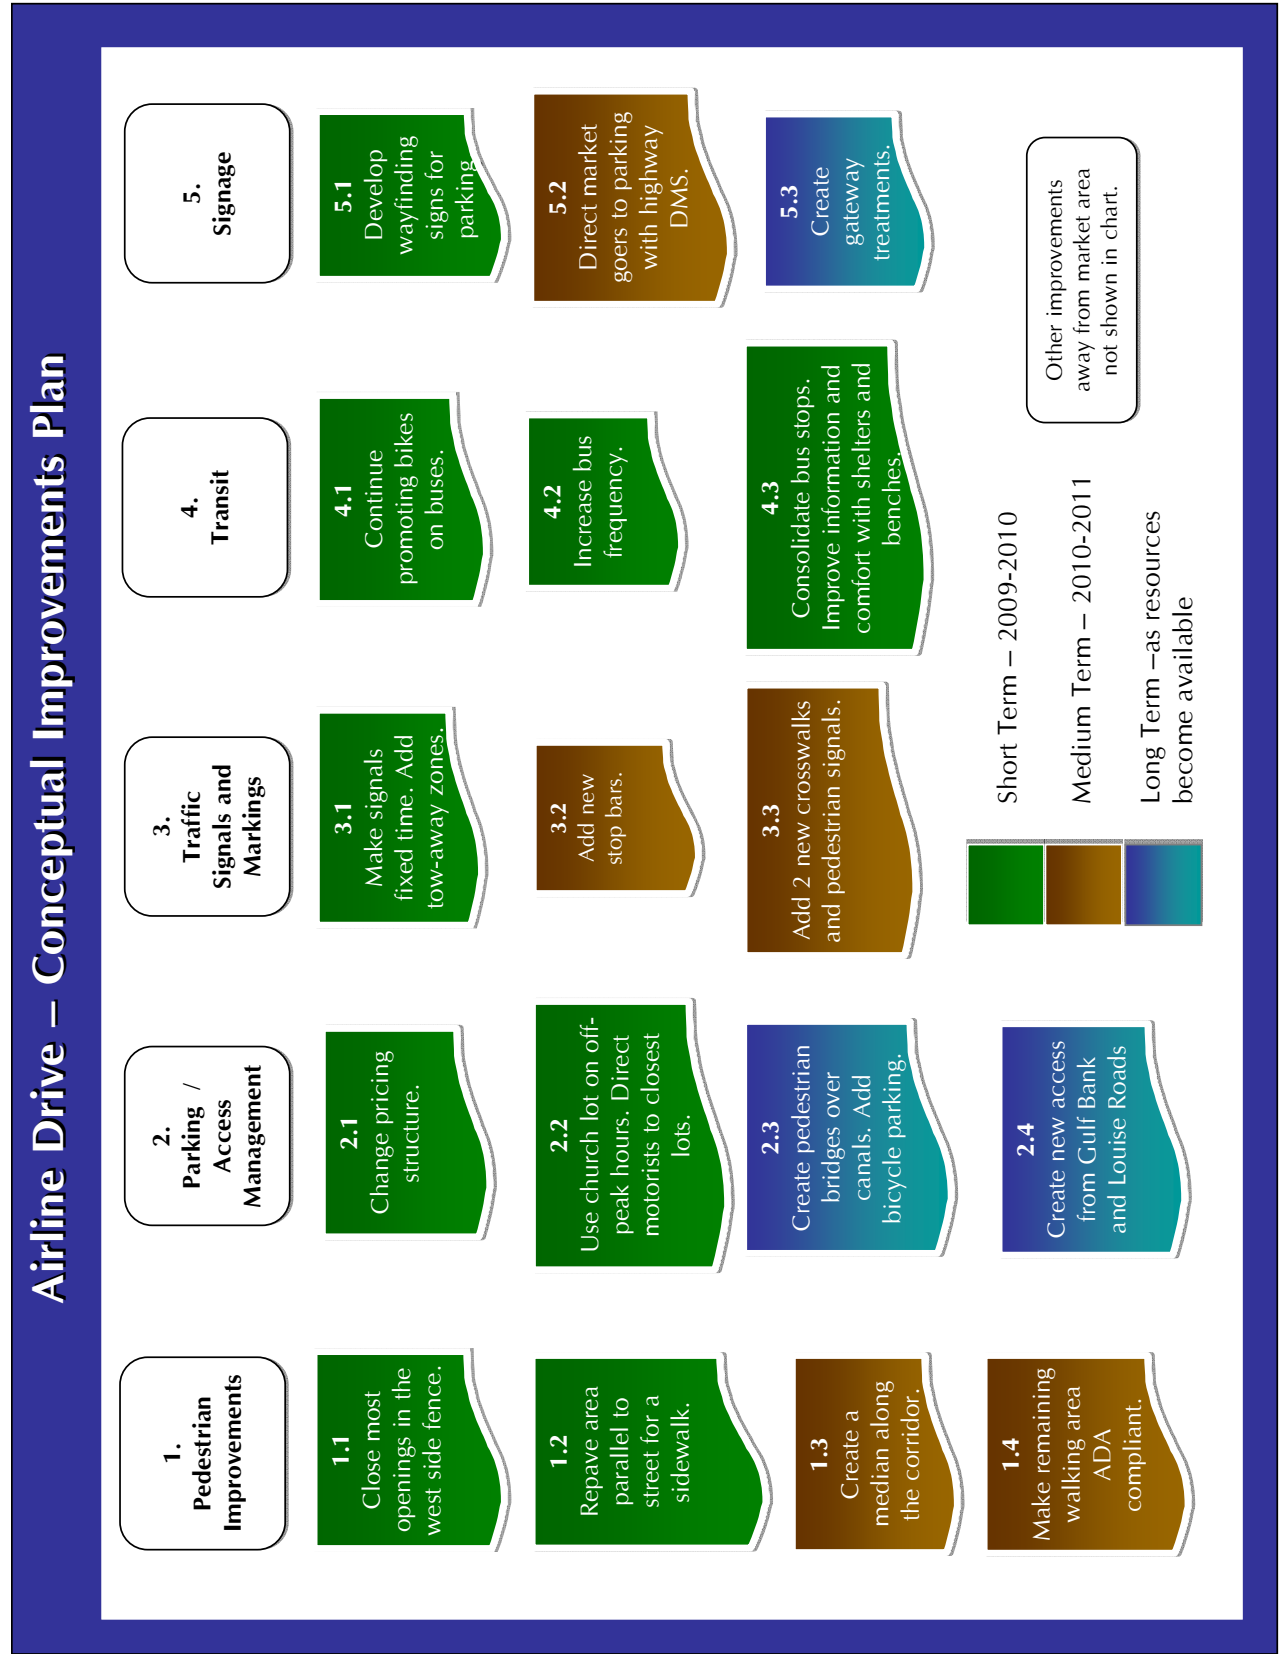 Airline Drive – Conceptual Improvements Plan
1.
Pedestrian
Improvements
2.
Parking /
Access
Management
3.
Traffic
Signals and
Markings
4.
Transit
5.
Signage
1.1
Close most
openings in the
west side fence.
2.1
Change pricing
structure.
3.1
Make signals
fixed time. Add
tow-away zones.
4.1
Continue
promoting bikes
on buses.
5.1
Develop
wayfinding
signs for
parking
1.2
Repave area
parallel to
street for a
sidewalk.
2.2
Use church lot on off-
peak hours. Direct
motorists to closest
lots.
3.2
Add new
stop bars.
4.2
Increase bus
frequency.
5.2
Direct market
goers to parking
with highway
DMS.
1.3
Create a
median along
the corridor.
2.3
Create pedestrian
bridges over
canals. Add
bicycle parking.
3.3
Add 2 new crosswalks
and pedestrian signals.
4.3
Consolidate bus stops.
Improve information and
comfort with shelters and
benches.
5.3
Create
gateway
treatments.
1.4
Make remaining
walking area
ADA
compliant.
2.4
Create new access
from Gulf Bank
and Louise Roads
Short Term – 2009-2010
Medium Term – 2010-2011
Long Term –as resources
become available
Other improvements
away from market area
not shown in chart.